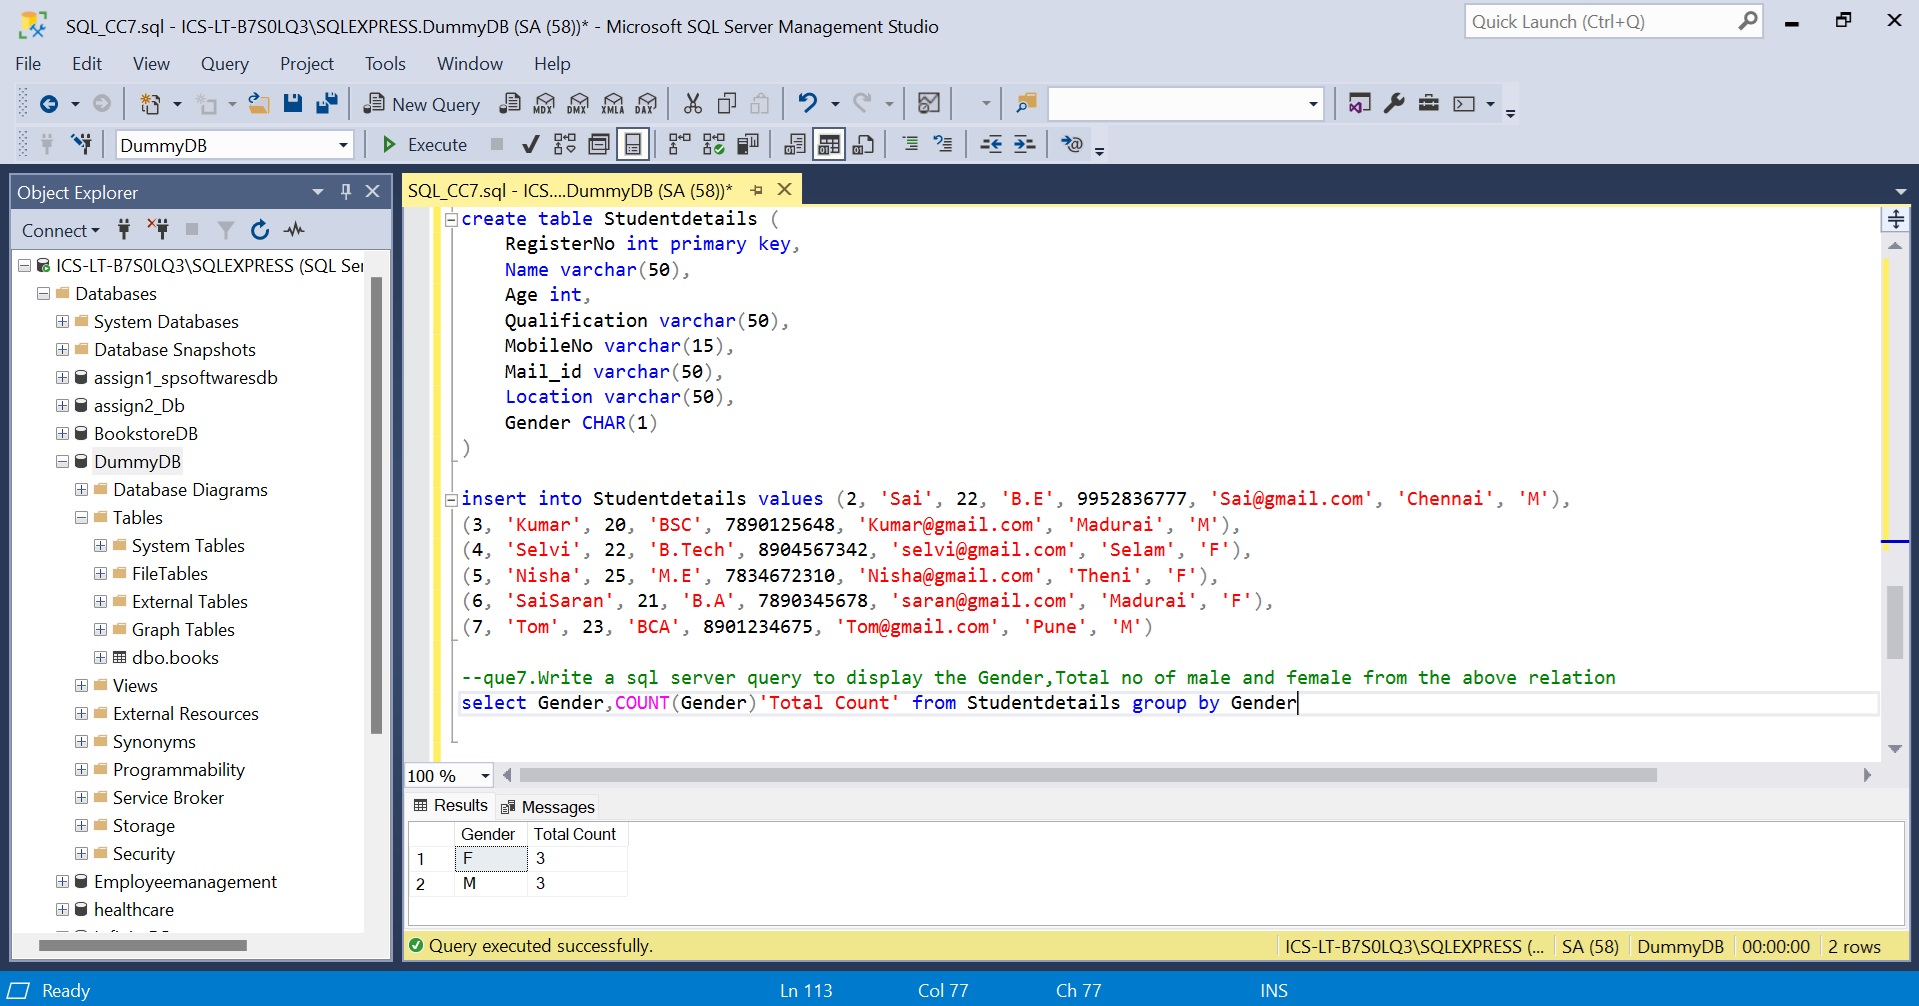 SQL_CC7.sql - ICS-LT-B7S0LQ3\SQLEXPRESS.DummyDB (SA (58))* - Microsoft SQL Server Management Studio
Quick Launch (Ctrl+Q)
File Edit View Query Project Tools Window Help
New Query MDX DMX XMLA DAX
DummyDB Execute
Object Explorer
Connect
ICS-LT-B7S0LQ3\SQLEXPRESS (SQL Ser
Databases
System Databases
Database Snapshots
assign1_spsoftwaresdb
assign2_Db
BookstoreDB
DummyDB
Database Diagrams
Tables
System Tables
FileTables
External Tables
Graph Tables
dbo.books
Views
External Resources
Synonyms
Programmability
Service Broker
Storage
Security
Employeemanagement
healthcare
SQL_CC7.sql - ICS....DummyDB (SA (58))*
create table Studentdetails (
RegisterNo int primary key,
Name varchar(50),
Age int,
Qualification varchar(50),
MobileNo varchar(15),
Mail_id varchar(50),
Location varchar(50),
Gender CHAR(1)
)
insert into Studentdetails values (2, 'Sai', 22, 'B.E', 9952836777, 'Sai@gmail.com', 'Chennai', 'M'),
(3, 'Kumar', 20, 'BSC', 7890125648, 'Kumar@gmail.com', 'Madurai', 'M'),
(4, 'Selvi', 22, 'B.Tech', 8904567342, 'selvi@gmail.com', 'Selam', 'F'),
(5, 'Nisha', 25, 'M.E', 7834672310, 'Nisha@gmail.com', 'Theni', 'F'),
(6, 'SaiSaran', 21, 'B.A', 7890345678, 'saran@gmail.com', 'Madurai', 'F'),
(7, 'Tom', 23, 'BCA', 8901234675, 'Tom@gmail.com', 'Pune', 'M')
--que7.Write a sql server query to display the Gender,Total no of male and female from the above relation
select Gender,COUNT(Gender)'Total Count' from Studentdetails group by Gender
100 %
Results Messages
Gender Total Count
1 F 3
2 M 3
Query executed successfully. ICS-LT-B7S0LQ3\SQLEXPRESS (... SA (58) DummyDB 00:00:00 2 rows
Ready Ln 113 Col 77 Ch 77 INS